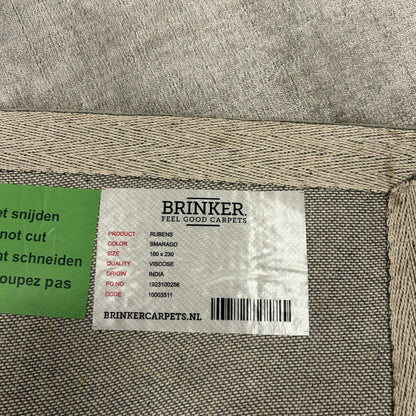 et snijden
not cut
nt schneiden
oupez pas
BRINKER.
FEEL GOOD CARPETS
PRODUCT RUBENS
COLOR SMARAGD
SIZE 160 x 230
QUALITY VISCOSE
ORIGIN INDIA
PO NO 1923100256
CODE 10003511
BRINKERCARPETS.NL